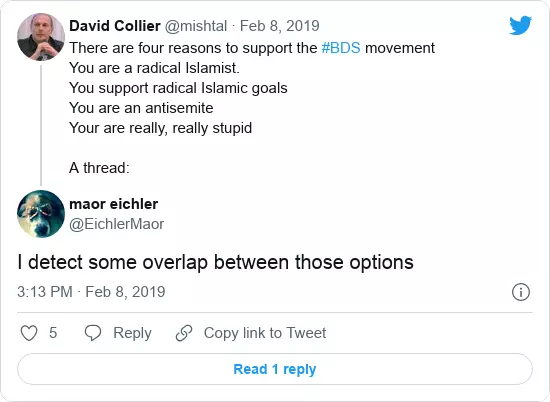 David Collier @mishtal · Feb 8, 2019
There are four reasons to support the #BDS movement
You are a radical Islamist.
You support radical Islamic goals
You are an antisemite
Your are really, really stupid
A thread:
maor eichler
@EichlerMaor
I detect some overlap between those options
3:13 PM · Feb 8, 2019
5 Reply Copy link to Tweet
Read 1 reply